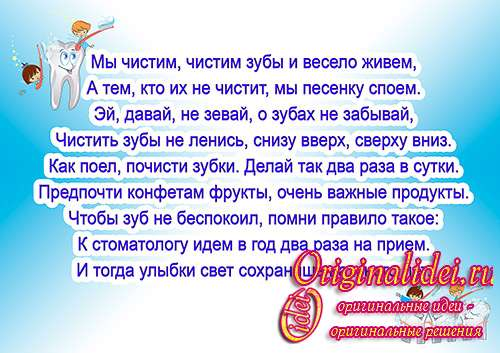 Мы чистим, чистим зубы и весело живем,
А тем, кто их не чистит, мы песенку споем.
Эй, давай, не зевай, о зубах не забывай,
Чистить зубы не ленись, снизу вверх, сверху вниз.
Как поел, почисти зубки. Делай так два раза в сутки.
Предпочти конфетам фрукты, очень важные продукты.
Чтобы зуб не беспокоил, помни правило такое:
К стоматологу идем в год два раза на прием.
И тогда улыбки свет
Originalidei.ru
оригинальные идеи -
оригинальные решения
idei